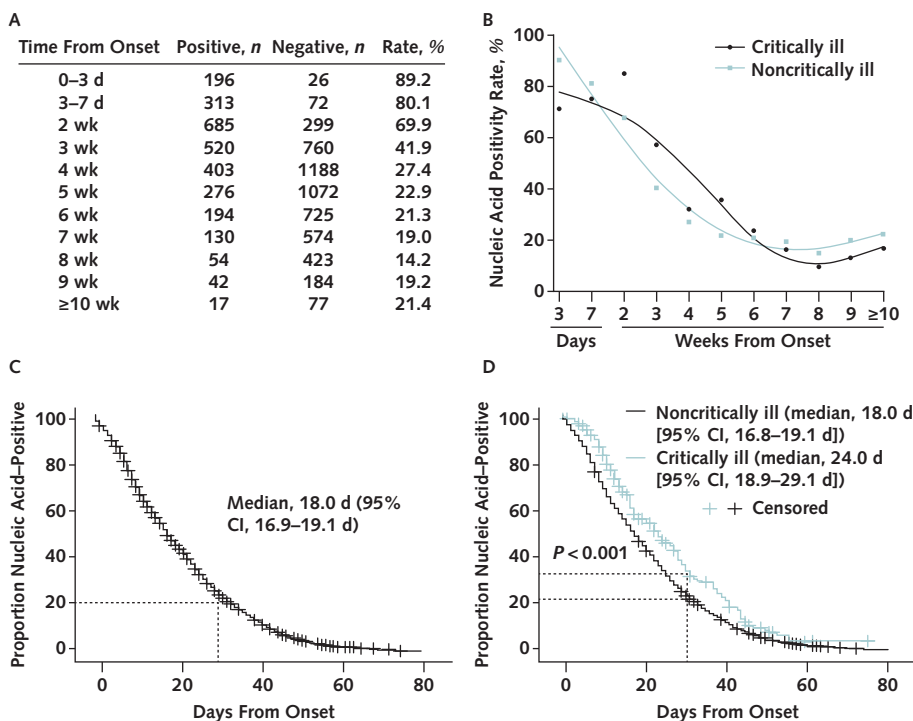 A
Time From Onset Positive, n Negative, n Rate, %
0–3 d 196 26 89.2
3–7 d 313 72 80.1
2 wk 685 299 69.9
3 wk 520 760 41.9
4 wk 403 1188 27.4
5 wk 276 1072 22.9
6 wk 194 725 21.3
7 wk 130 574 19.0
8 wk 54 423 14.2
9 wk 42 184 19.2
≥10 wk 17 77 21.4
B
Nucleic Acid Positivity Rate, %
100
80
60
40
20
0
Critically ill
Noncritically ill
3 7 2 3 4 5 6 7 8 9 ≥10
Days Weeks From Onset
C
Proportion Nucleic Acid–Positive
100
80
60
40
20
0
Median, 18.0 d (95%
CI, 16.9–19.1 d)
0 20 40 60 80
Days From Onset
D
Proportion Nucleic Acid–Positive
100
80
60
40
20
0
Noncritically ill (median, 18.0 d
[95% CI, 16.8–19.1 d])
Critically ill (median, 24.0 d
[95% CI, 18.9–29.1 d])
Censored
P < 0.001
0 20 40 60 80
Days From Onset